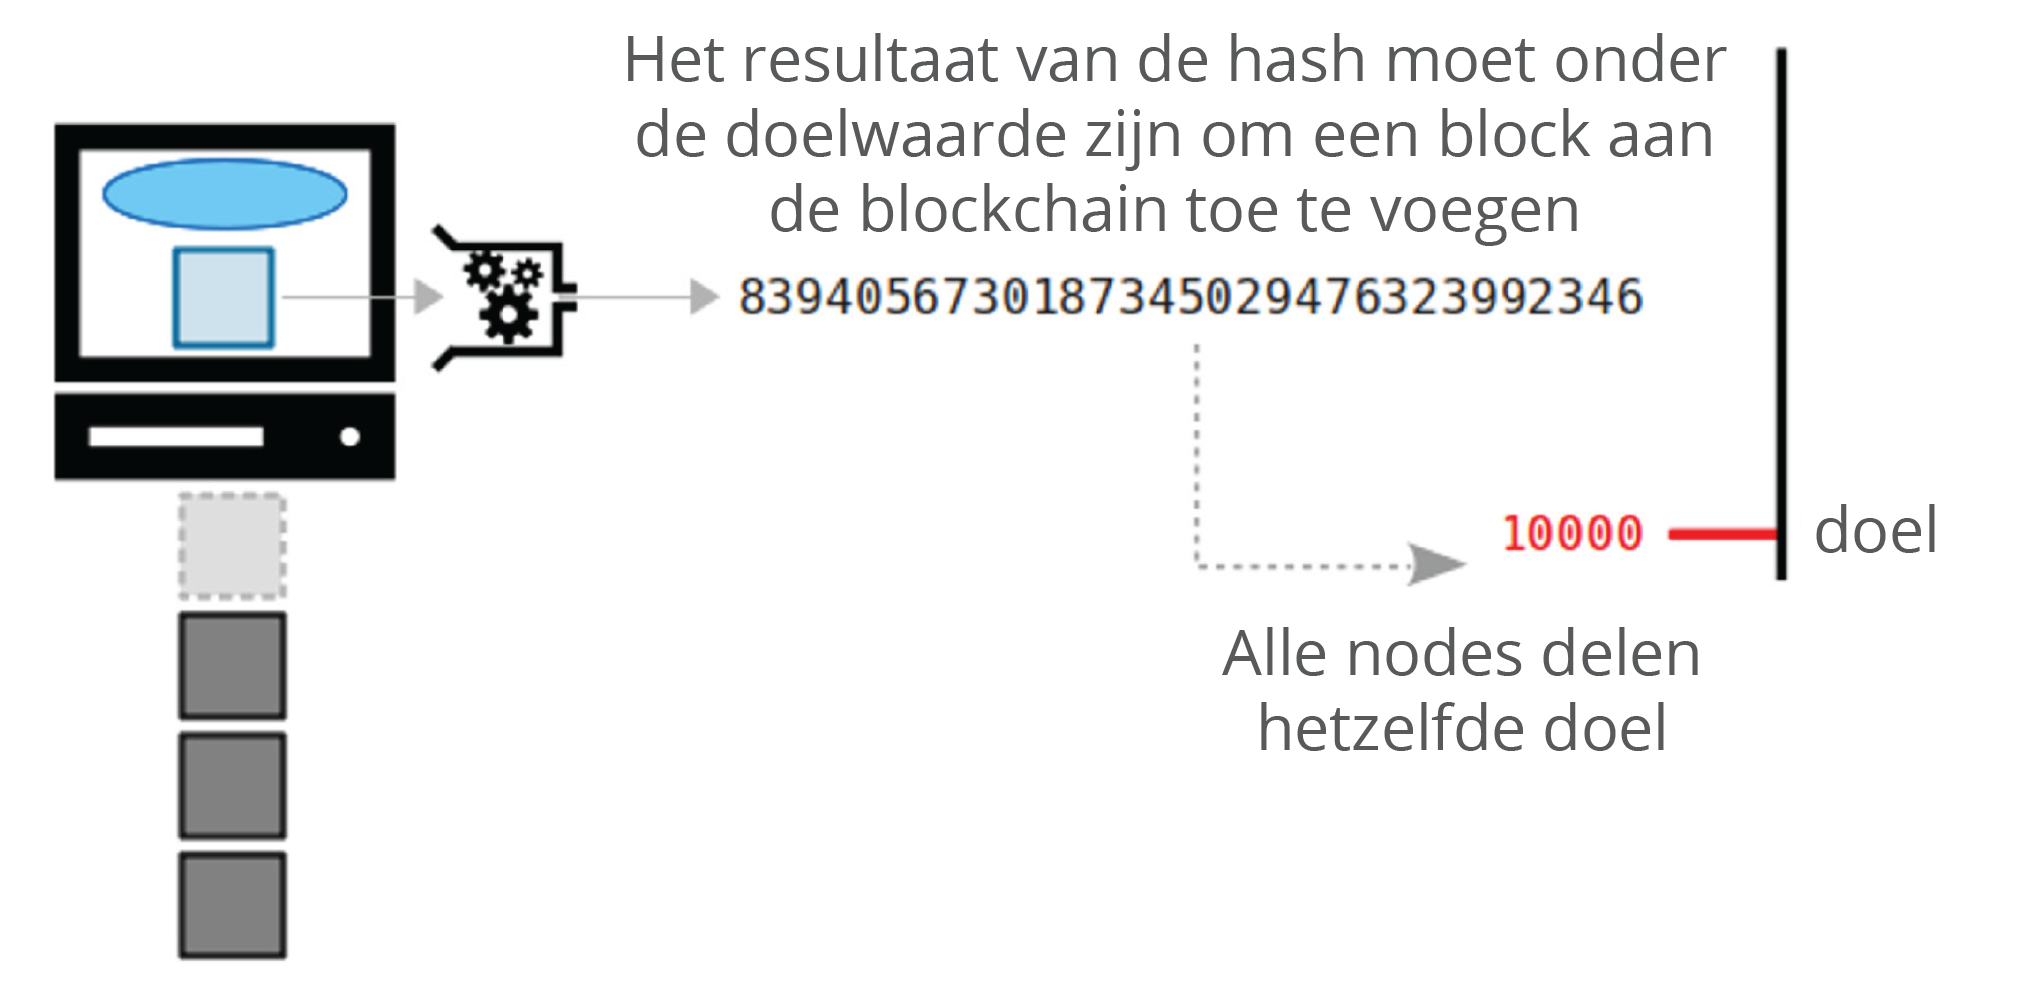 Het resultaat van de hash moet onder
de doelwaarde zijn om een block aan
de blockchain toe te voegen
8394056730187345029476323992346
10000
doel
Alle nodes delen
hetzelfde doel